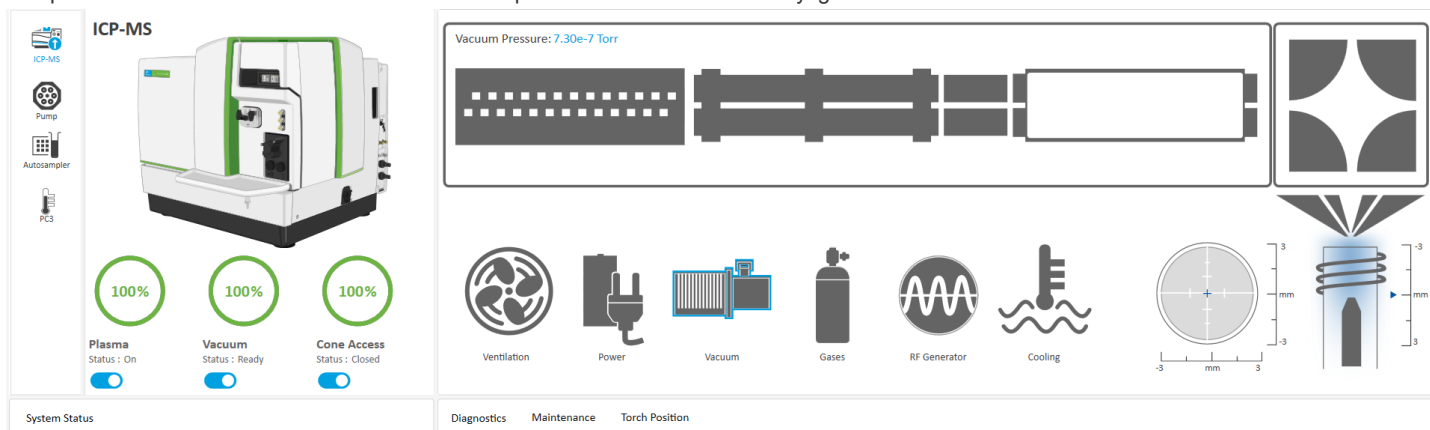 ICP-MS
ICP-MS
Pump
Autosampler
PC3
100%
100%
100%
Plasma
Status : On
Vacuum
Status : Ready
Cone Access
Status : Closed
System Status
Vacuum Pressure: 7.30e-7 Torr
Ventilation
Power
Vacuum
Gases
RF Generator
Cooling
3
mm
-3
-3 mm 3
-3
mm
3
Diagnostics Maintenance Torch Position